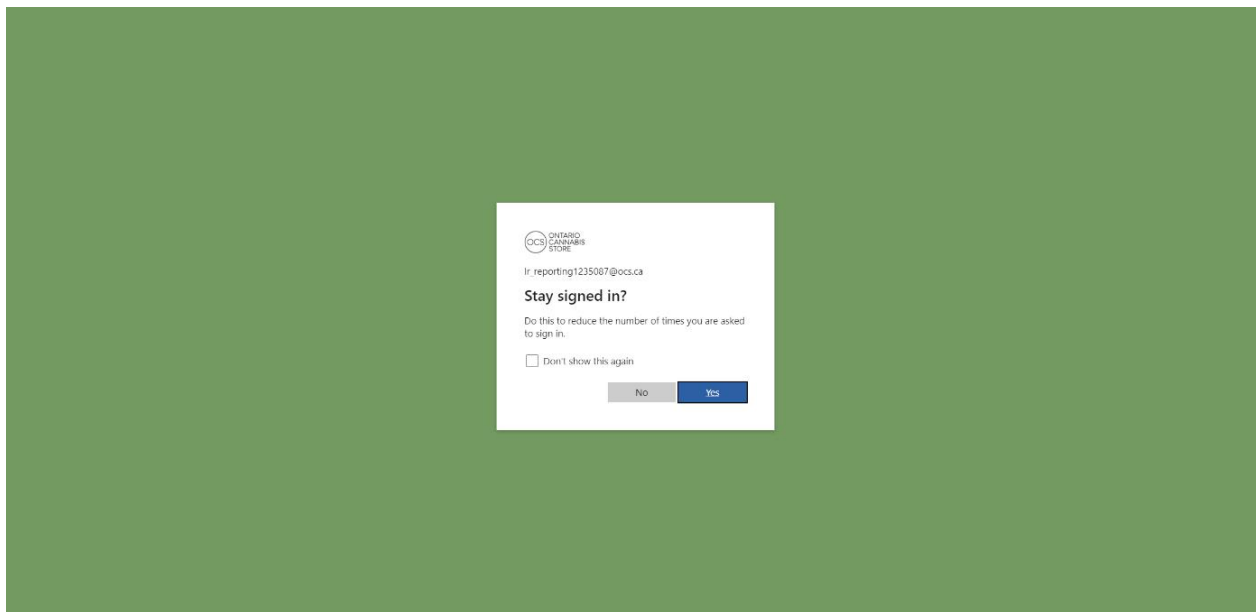 OCS ONTARIO
CANNABIS
STORE
lr_reporting1235087@ocs.ca
Stay signed in?
Do this to reduce the number of times you are asked
to sign in.
Don't show this again
No Yes